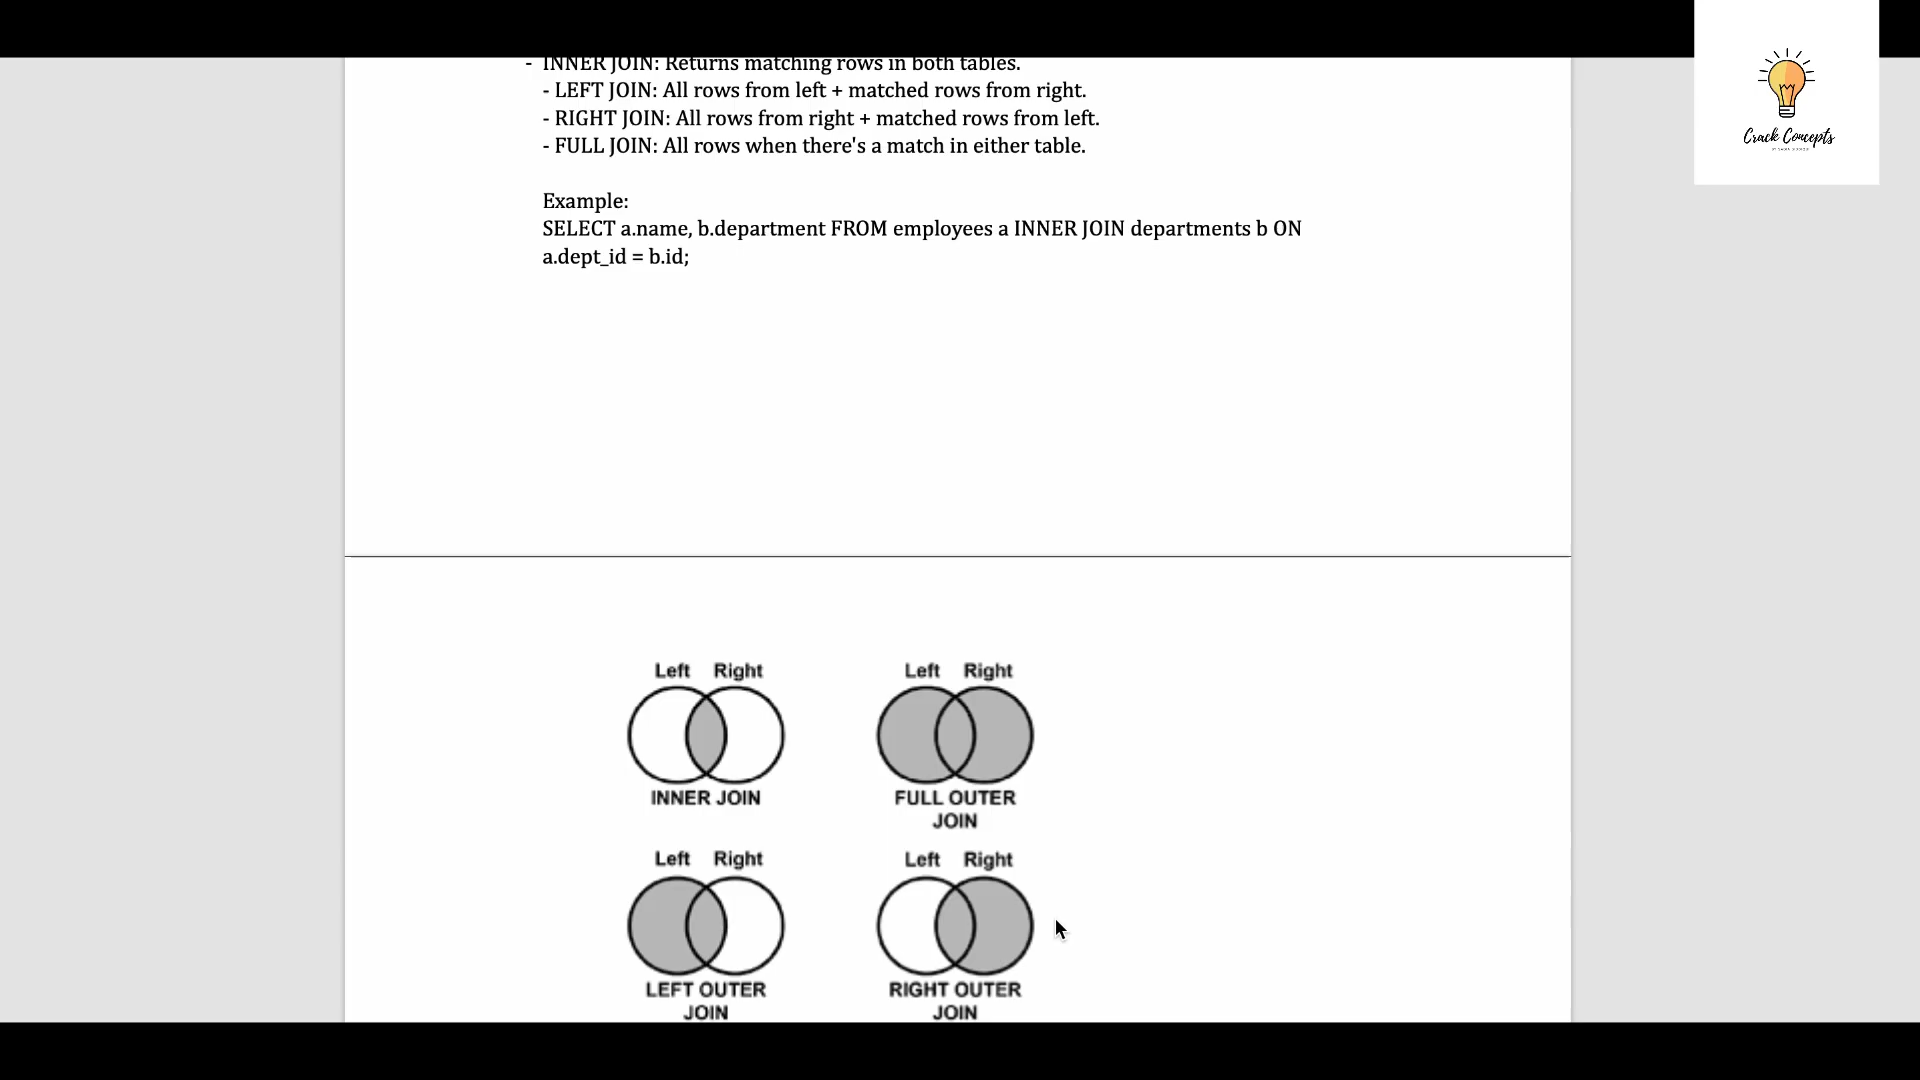 - INNER JOIN: Returns matching rows in both tables.
- LEFT JOIN: All rows from left + matched rows from right.
- RIGHT JOIN: All rows from right + matched rows from left.
- FULL JOIN: All rows when there's a match in either table.
Example:
SELECT a.name, b.department FROM employees a INNER JOIN departments b ON
a.dept_id = b.id;
Crack Concepts
Left Right
INNER JOIN
Left Right
FULL OUTER
JOIN
Left Right
LEFT OUTER
JOIN
Left Right
RIGHT OUTER
JOIN